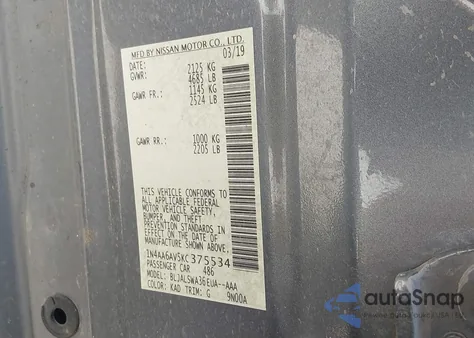 MFD BY NISSAN MOTOR CO., LTD.
DATE: 03/19
GVWR: 2125 KG
4685 LB
GAWR FR.: 1145 KG
2524 LB
GAWR RR.: 1000 KG
2205 LB
THIS VEHICLE CONFORMS TO
ALL APPLICABLE FEDERAL
MOTOR VEHICLE SAFETY,
BUMPER, AND THEFT
PREVENTION STANDARDS IN
EFFECT ON THE DATE OF
MANUFACTURE SHOWN ABOVE.
1N4AA6AV5KC375534
PASSENGER CAR 486
MODEL: BLJALSWA36EUA--AAA
COLOR: KAD TRIM: G 9N00A
autoSnap